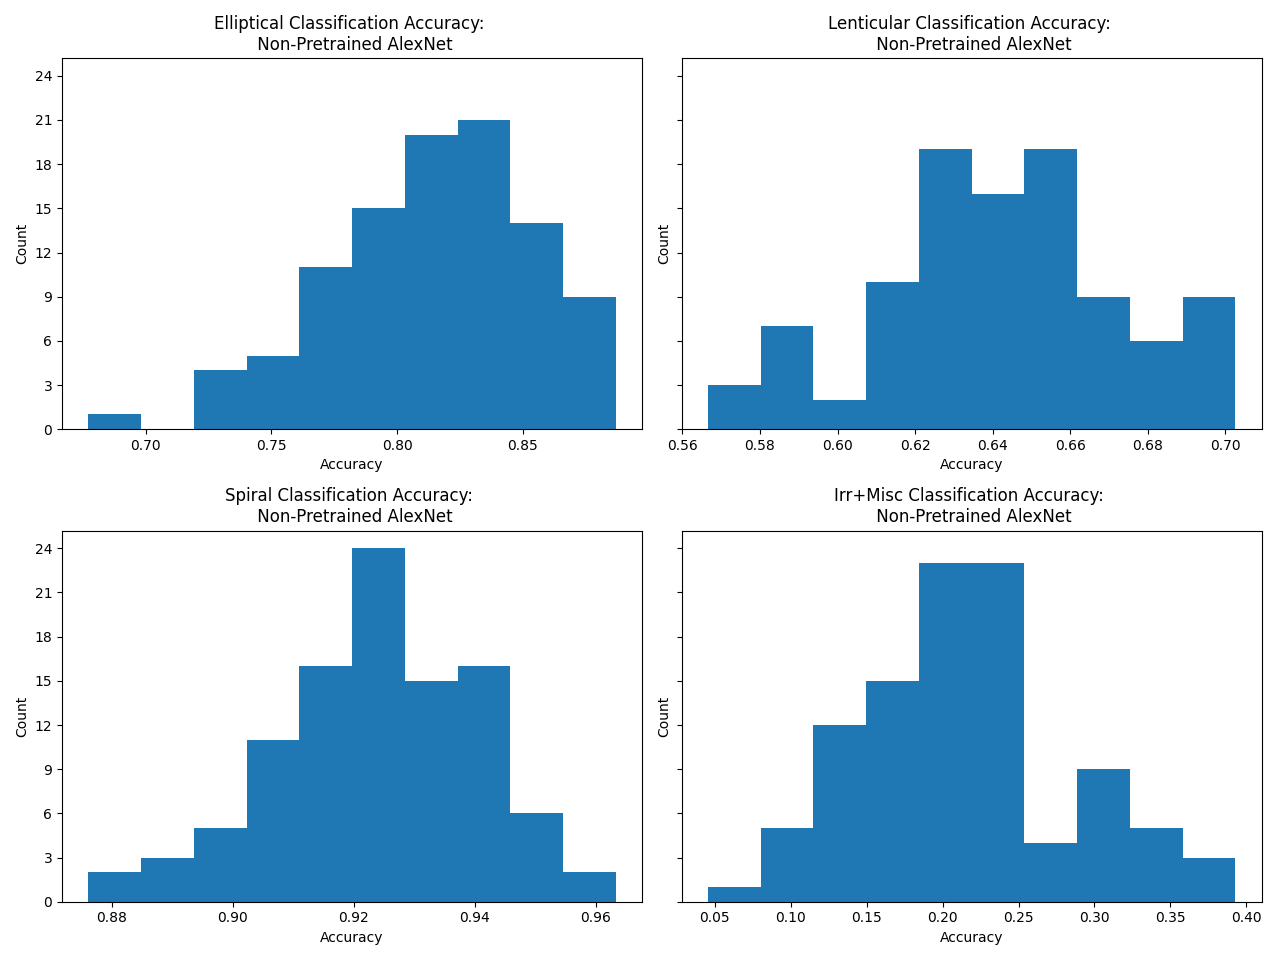 Elliptical Classification Accuracy:
Non-Pretrained AlexNet
24
21
18
15
12
9
6
3
0
Count
0.70 0.75 0.80 0.85
Accuracy
Lenticular Classification Accuracy:
Non-Pretrained AlexNet
Count
0.56 0.58 0.60 0.62 0.64 0.66 0.68 0.70
Accuracy
Spiral Classification Accuracy:
Non-Pretrained AlexNet
24
21
18
15
12
9
6
3
0
Count
0.88 0.90 0.92 0.94 0.96
Accuracy
Irr+Misc Classification Accuracy:
Non-Pretrained AlexNet
Count
0.05 0.10 0.15 0.20 0.25 0.30 0.35 0.40
Accuracy